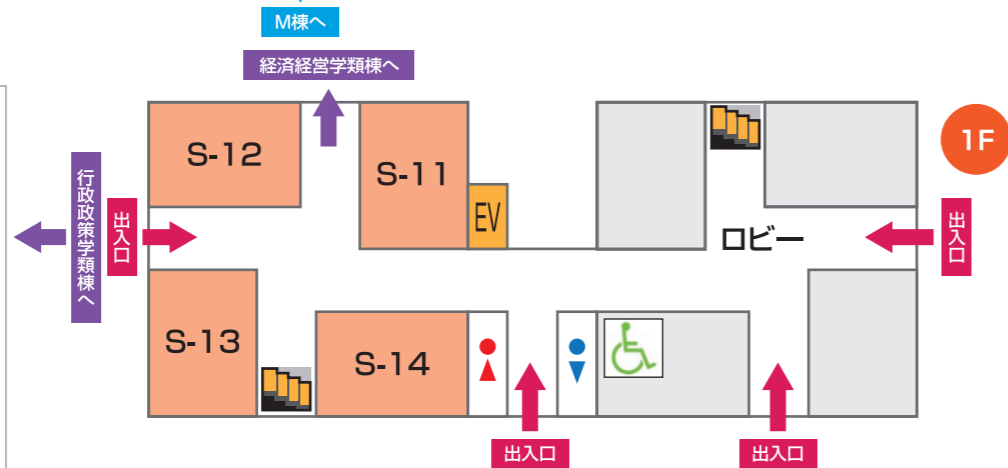 M棟へ
経済経営学類棟へ
1F
S-12
S-11
EV
行政政策学類棟へ
出入口
ロビー
出入口
S-13
S-14
出入口
出入口